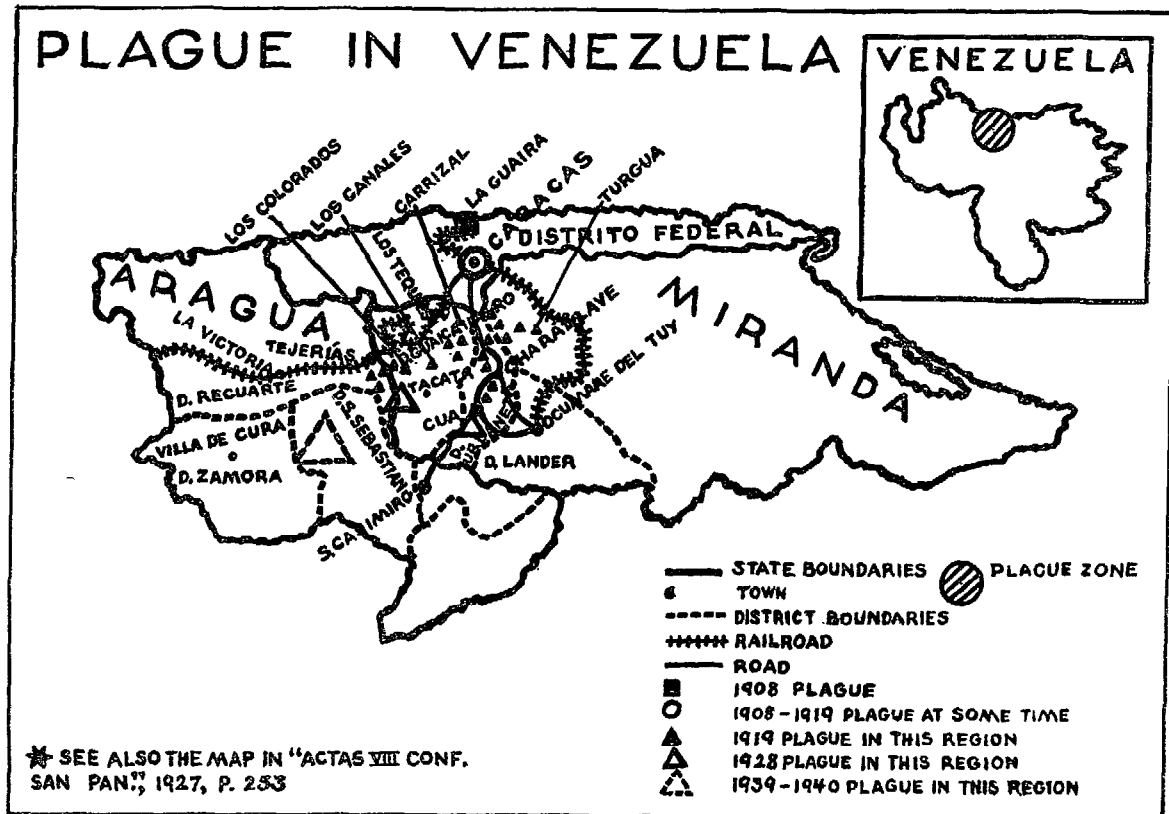 PLAGUE IN VENEZUELA
VENEZUELA
LOS COLORADOS
LOS CANALES
CARRIZAL
LA GUAIRA
CARACAS
TURGUA
DISTRITO FEDERAL
ARAGUA
MIRANDA
LA VICTORIA
TEJERÍAS
D. GUAICAIPURO
CHARALLAVE
OCUMARE DEL TUY
TACATA
D. RECUARTE
CUA
D. S. SEBASTIAN
VILLA DE CURA
D. ZAMORA
D. LANDER
S. CASIMIRO
STATE BOUNDARIES
PLAGUE ZONE
TOWN
DISTRICT BOUNDARIES
RAILROAD
ROAD
1908 PLAGUE
1908-1919 PLAGUE AT SOME TIME
1919 PLAGUE IN THIS REGION
1928 PLAGUE IN THIS REGION
1939-1940 PLAGUE IN THIS REGION
SEE ALSO THE MAP IN "ACTAS VIII CONF.
SAN PAN.", 1927, P. 253